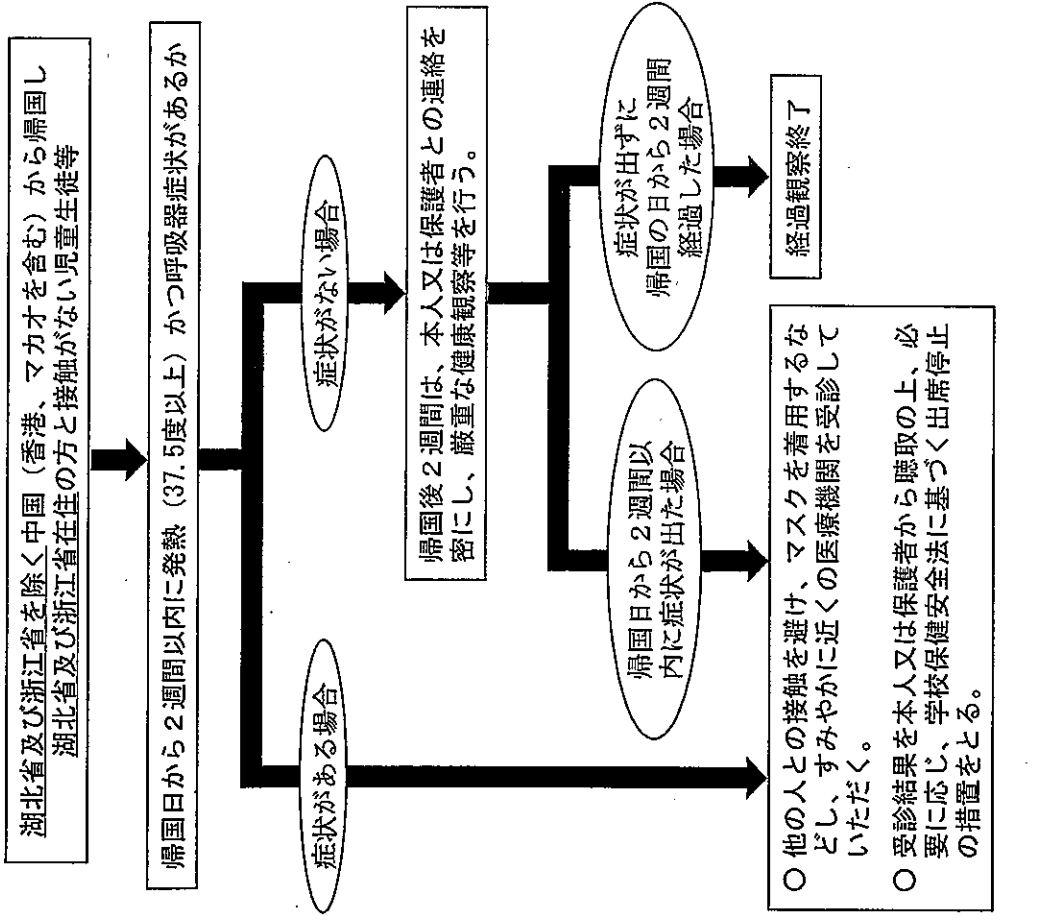 湖北省及び浙江省を除く中国（香港、マカオを含む）から帰国し
湖北省及び浙江省在住の方と接触がない児童生徒等
帰国日から２週間以内に発熱（37.5度以上）かつ呼吸器症状があるか
症状がある場合
症状がない場合
帰国後２週間は、本人又は保護者との連絡を
密にし、厳重な健康観察等を行う。
帰国日から２週間以
内に症状が出た場合
症状が出ずに
帰国の日から２週間
経過した場合
○ 他の人との接触を避け、マスクを着用するな
どし、すみやかに近くの医療機関を受診して
いただく。
○ 受診結果を本人又は保護者から聴取の上、必
要に応じ、学校保健安全法に基づく出席停止
の措置をとる。
経過観察終了